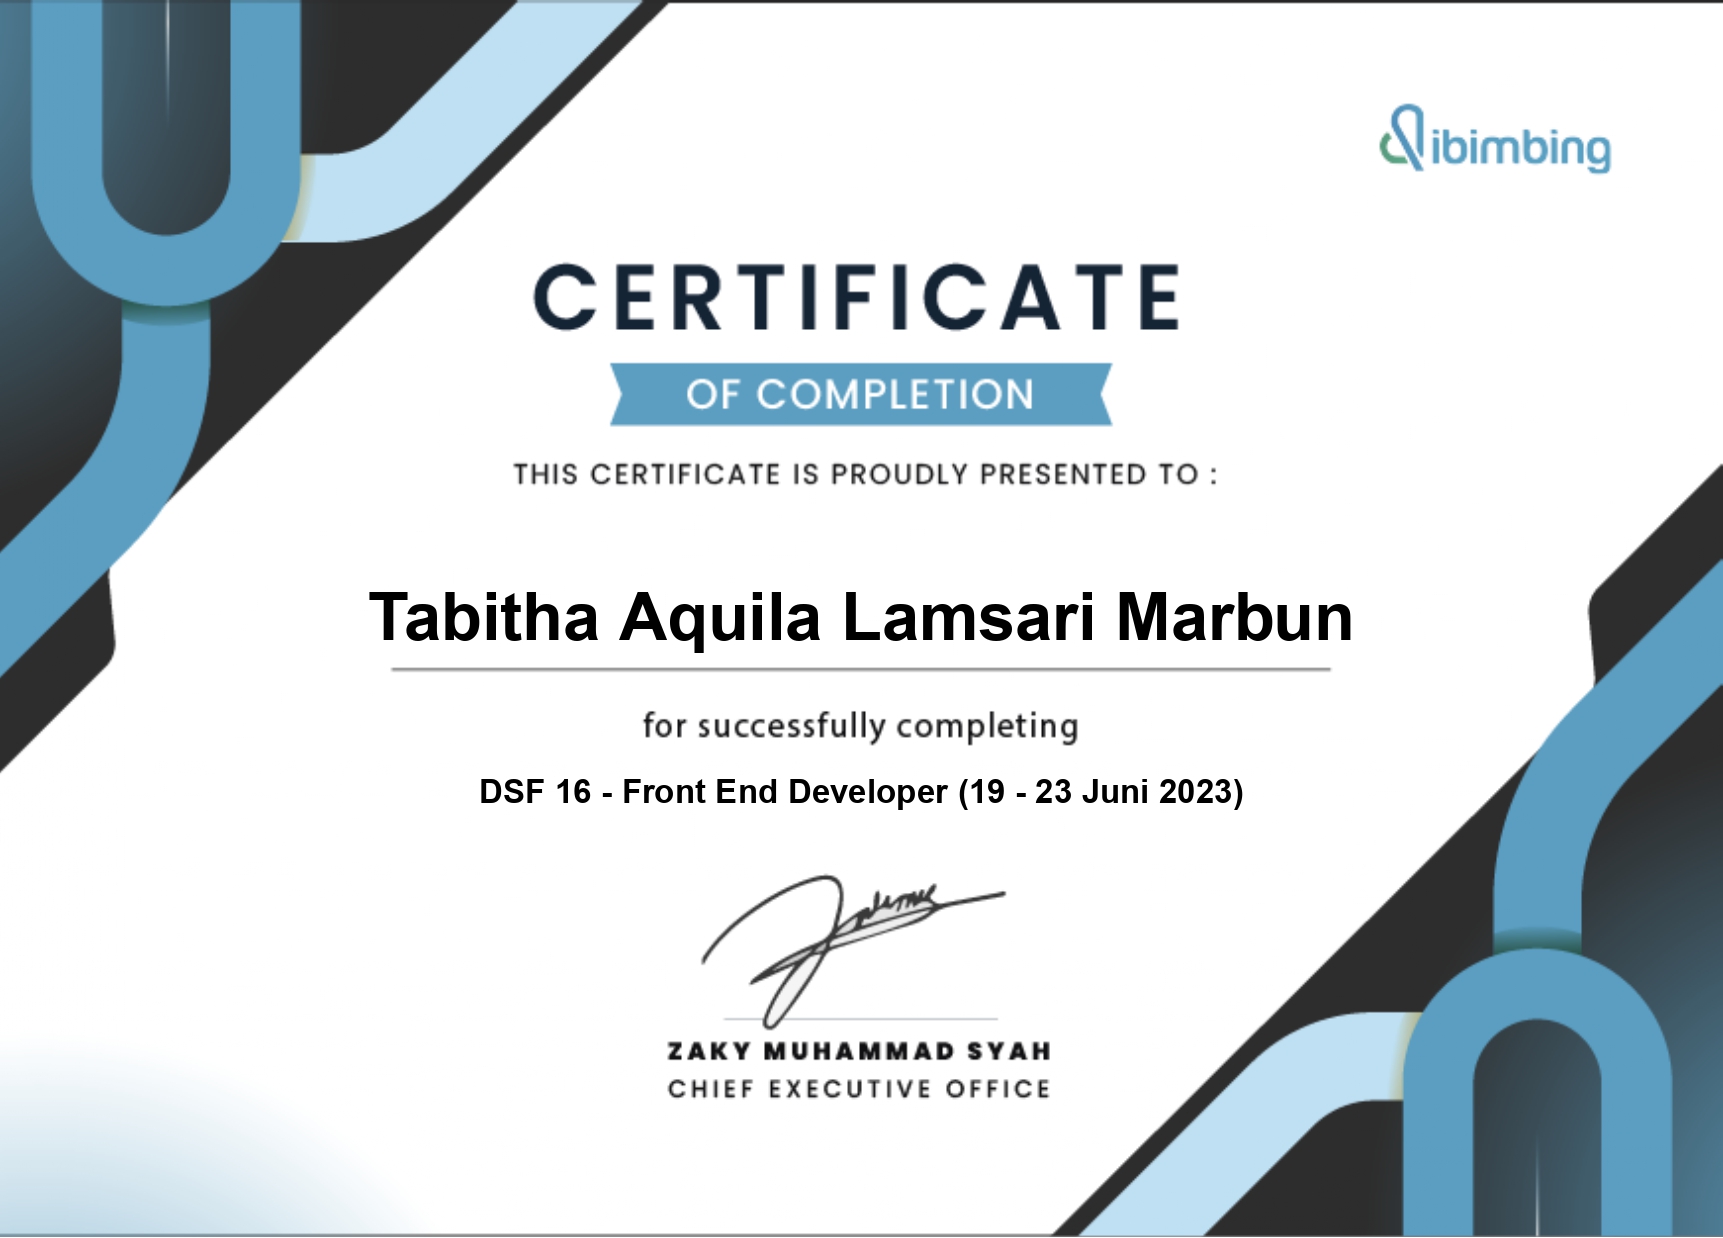 dibimbing
CERTIFICATE
OF COMPLETION
THIS CERTIFICATE IS PROUDLY PRESENTED TO :
Tabitha Aquila Lamsari Marbun
for successfully completing
DSF 16 - Front End Developer (19 - 23 Juni 2023)
ZAKY MUHAMMAD SYAH
CHIEF EXECUTIVE OFFICE